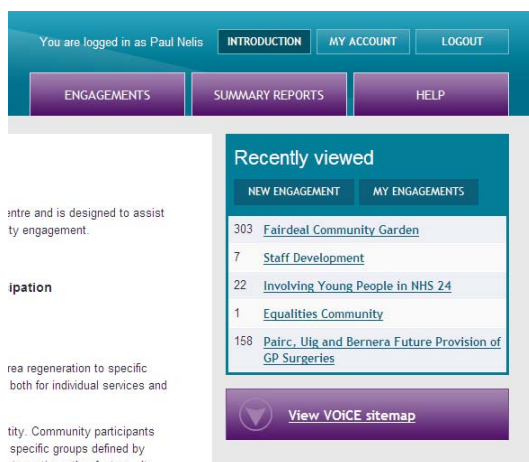 You are logged in as Paul Nelis INTRODUCTION MY ACCOUNT LOGOUT
ENGAGEMENTS SUMMARY REPORTS HELP
Recently viewed
NEW ENGAGEMENT MY ENGAGEMENTS
303 Fairdeal Community Garden
7 Staff Development
22 Involving Young People in NHS 24
1 Equalities Community
158 Pairc, Uig and Bernera Future Provision of
GP Surgeries
View VOiCE sitemap
entre and is designed to assist
ty engagement.
ipation
rea regeneration to specific
both for individual services and
tity. Community participants
specific groups defined by